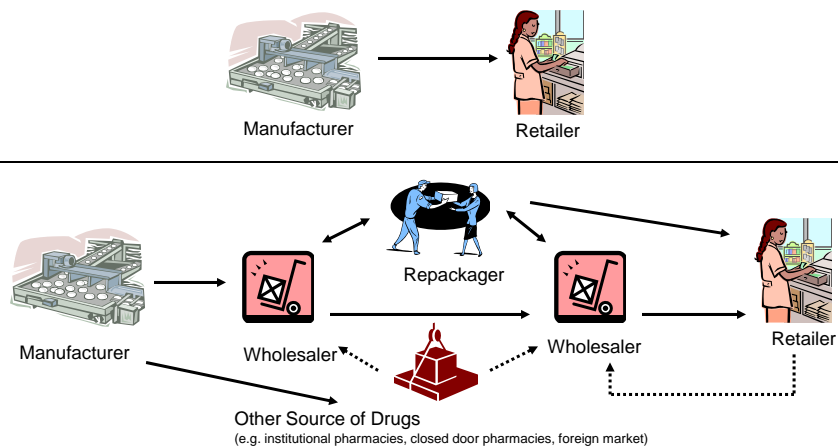 Manufacturer
Retailer
Repackager
Manufacturer
Wholesaler
Wholesaler
Retailer
Other Source of Drugs
(e.g. institutional pharmacies, closed door pharmacies, foreign market)